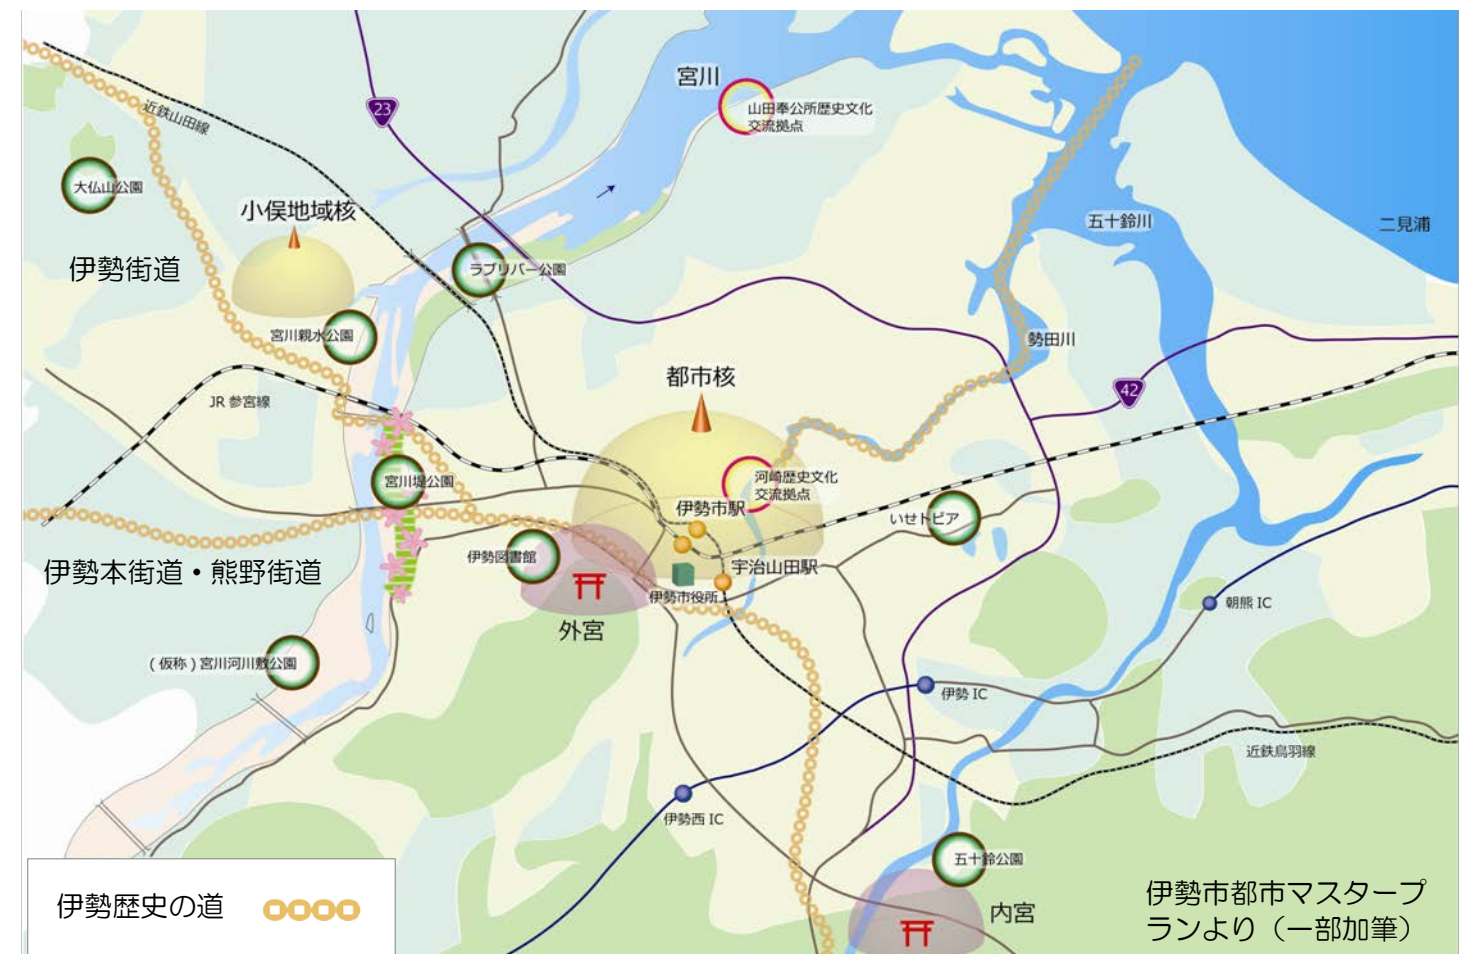 宮川
23
山田奉公所歴史文化
交流拠点
近鉄山田線
大仏山公園
小俣地域核
五十鈴川
二見浦
伊勢街道
ラブリバー公園
宮川親水公園
勢田川
都市核
42
JR 参宮線
河崎歴史文化
交流拠点
宮川堤公園
伊勢市駅
いせトピア
伊勢図書館
伊勢本街道・熊野街道
宇治山田駅
伊勢市役所
朝熊 IC
外宮
(仮称)宮川河川敷公園
伊勢 IC
近鉄鳥羽線
伊勢西 IC
五十鈴公園
内宮
伊勢歴史の道
伊勢市都市マスタープ
ランより(一部加筆)